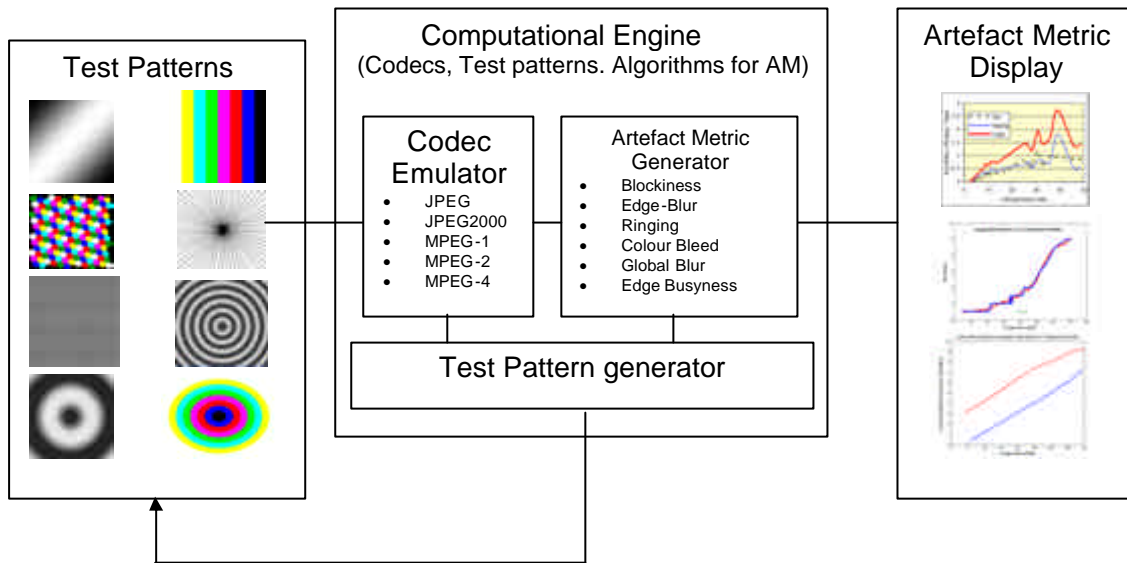 Test Patterns
Computational Engine
(Codecs, Test patterns. Algorithms for AM)
Codec
Emulator
• JPEG
• JPEG2000
• MPEG-1
• MPEG-2
• MPEG-4
Artefact Metric
Generator
• Blockiness
• Edge-Blur
• Ringing
• Colour Bleed
• Global Blur
• Edge Busyness
Test Pattern generator
Artefact Metric
Display